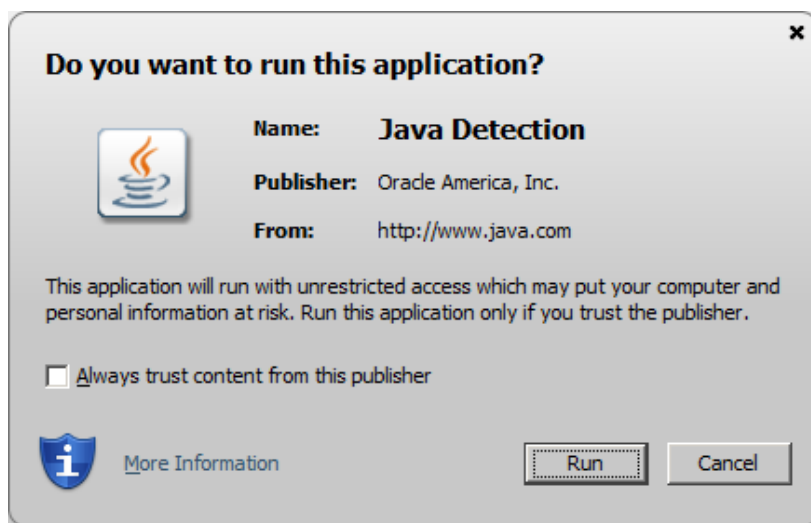 Do you want to run this application?
Name: Java Detection
Publisher: Oracle America, Inc.
From: http://www.java.com
This application will run with unrestricted access which may put your computer and
personal information at risk. Run this application only if you trust the publisher.
Always trust content from this publisher
More Information
Run Cancel